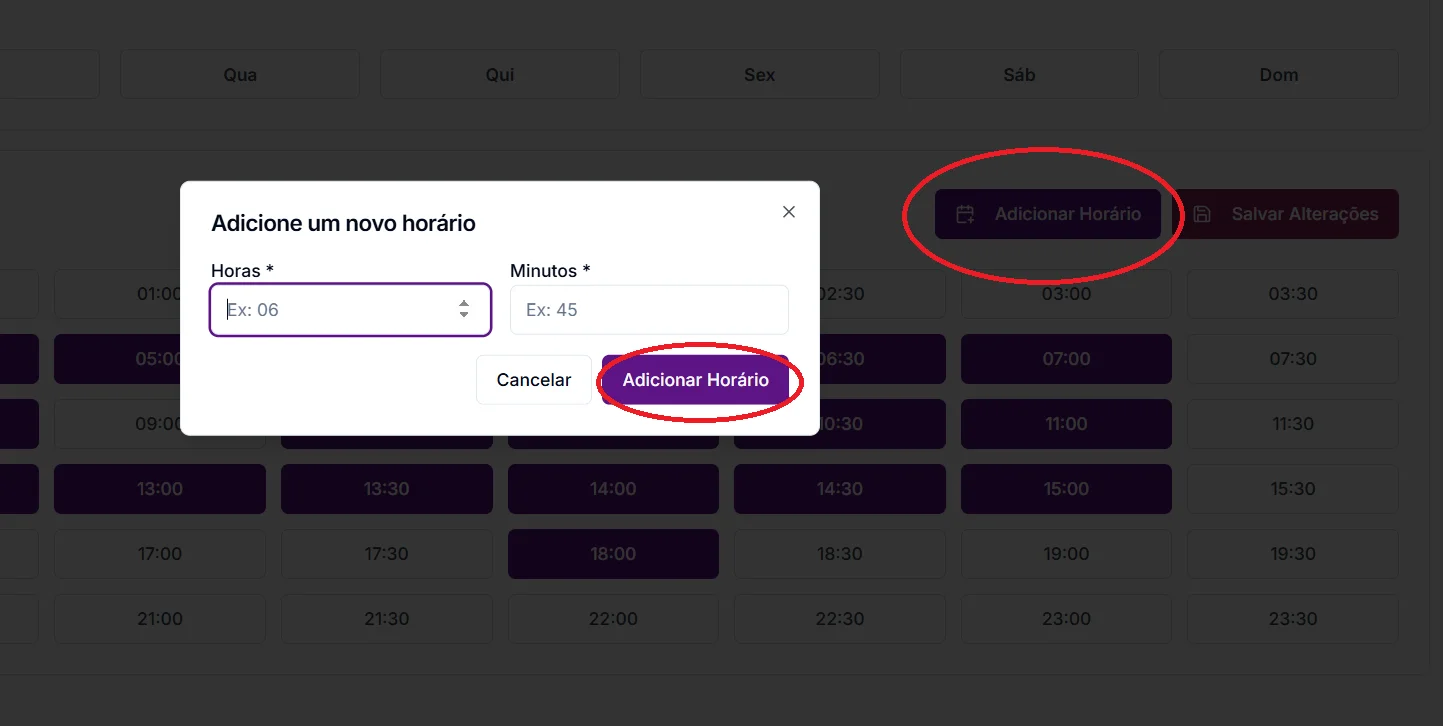 Qua Qui Sex Sáb Dom
Adicionar Horário Salvar Alterações
Adicione um novo horário
Horas * Minutos *
Ex: 06 Ex: 45
Cancelar Adicionar Horário
01:00 02:30 03:00 03:30
05:00 06:30 07:00 07:30
09:00 10:30 11:00 11:30
13:00 13:30 14:00 14:30 15:00 15:30
17:00 17:30 18:00 18:30 19:00 19:30
21:00 21:30 22:00 22:30 23:00 23:30